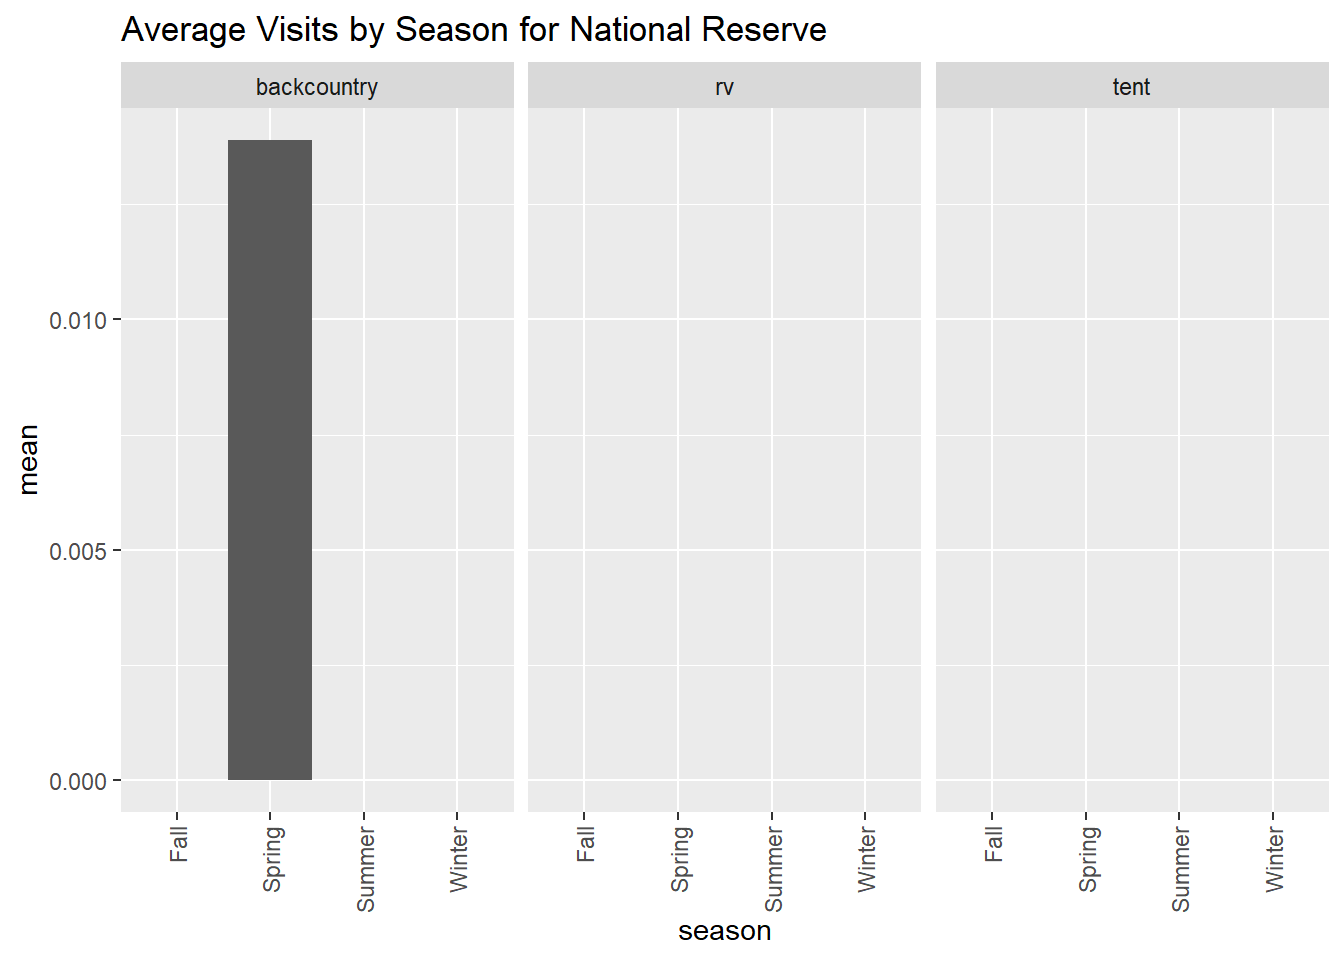 Average Visits by Season for National Reserve
backcountry
rv
tent
mean
0.010
0.005
0.000
Fall
Spring
Summer
Winter
Fall
Spring
Summer
Winter
Fall
Spring
Summer
Winter
season